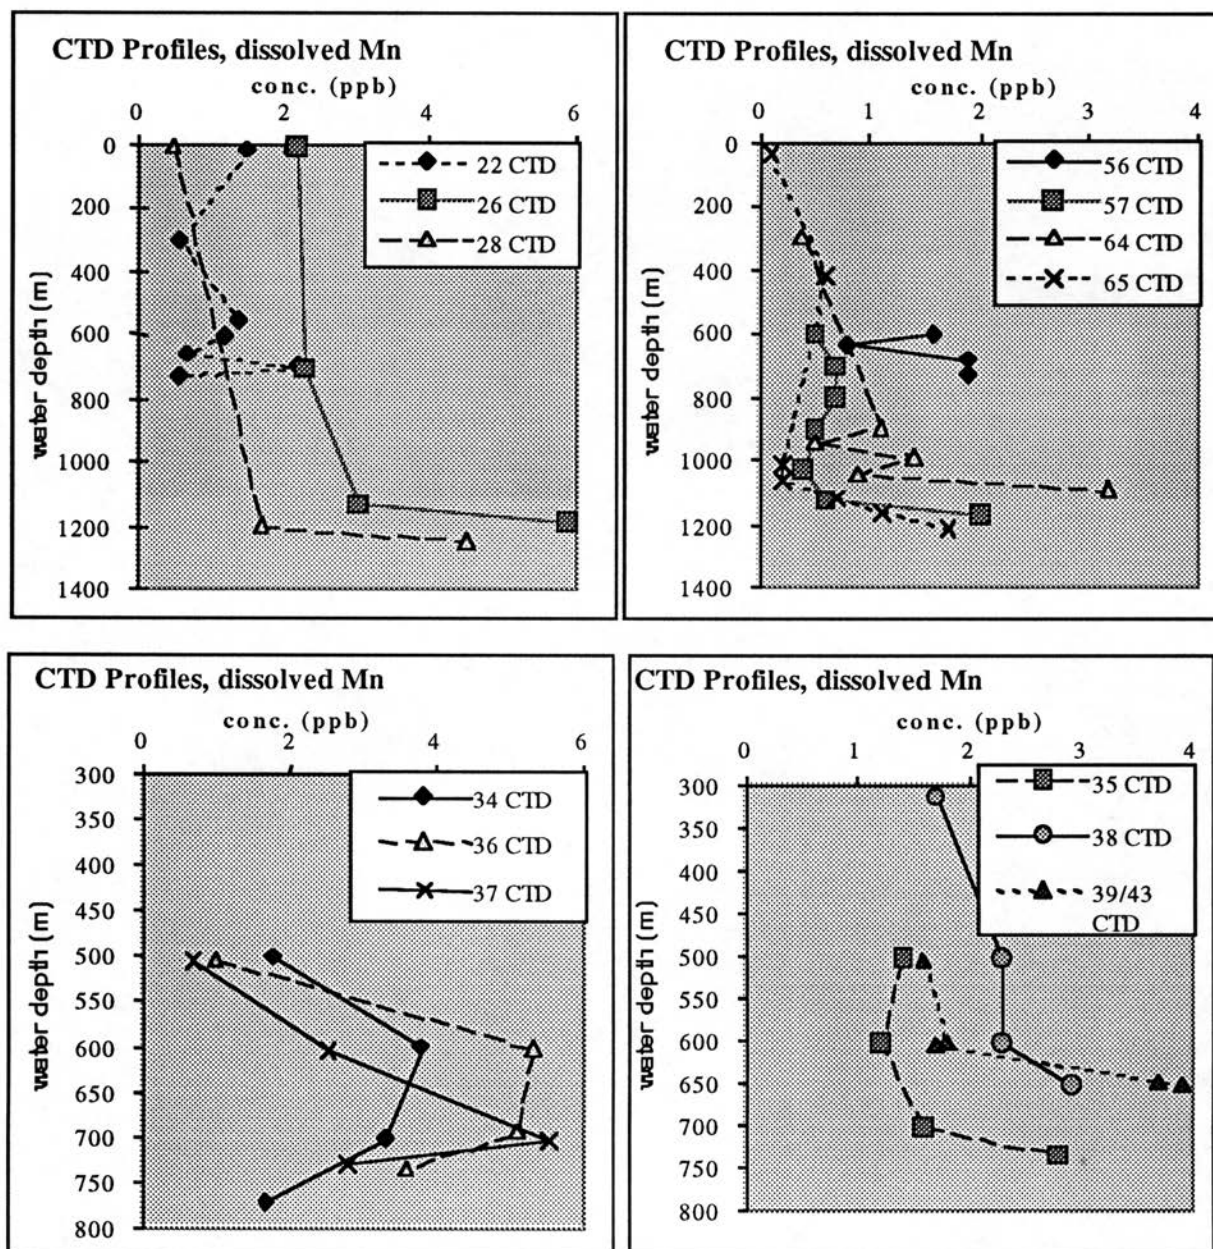 CTD Profiles, dissolved Mn
conc. (ppb)
0 2 4 6
0
200
400
600
800
1000
1200
1400
water depth (m)
22 CTD
26 CTD
28 CTD
CTD Profiles, dissolved Mn
conc. (ppb)
0 1 2 3 4
0
200
400
600
800
1000
1200
1400
water depth (m)
56 CTD
57 CTD
64 CTD
65 CTD
CTD Profiles, dissolved Mn
conc. (ppb)
0 2 4 6
300
350
400
450
500
550
600
650
700
750
800
water depth (m)
34 CTD
36 CTD
37 CTD
CTD Profiles, dissolved Mn
conc. (ppb)
0 1 2 3 4
300
350
400
450
500
550
600
650
700
750
800
water depth (m)
35 CTD
38 CTD
39/43
CTD